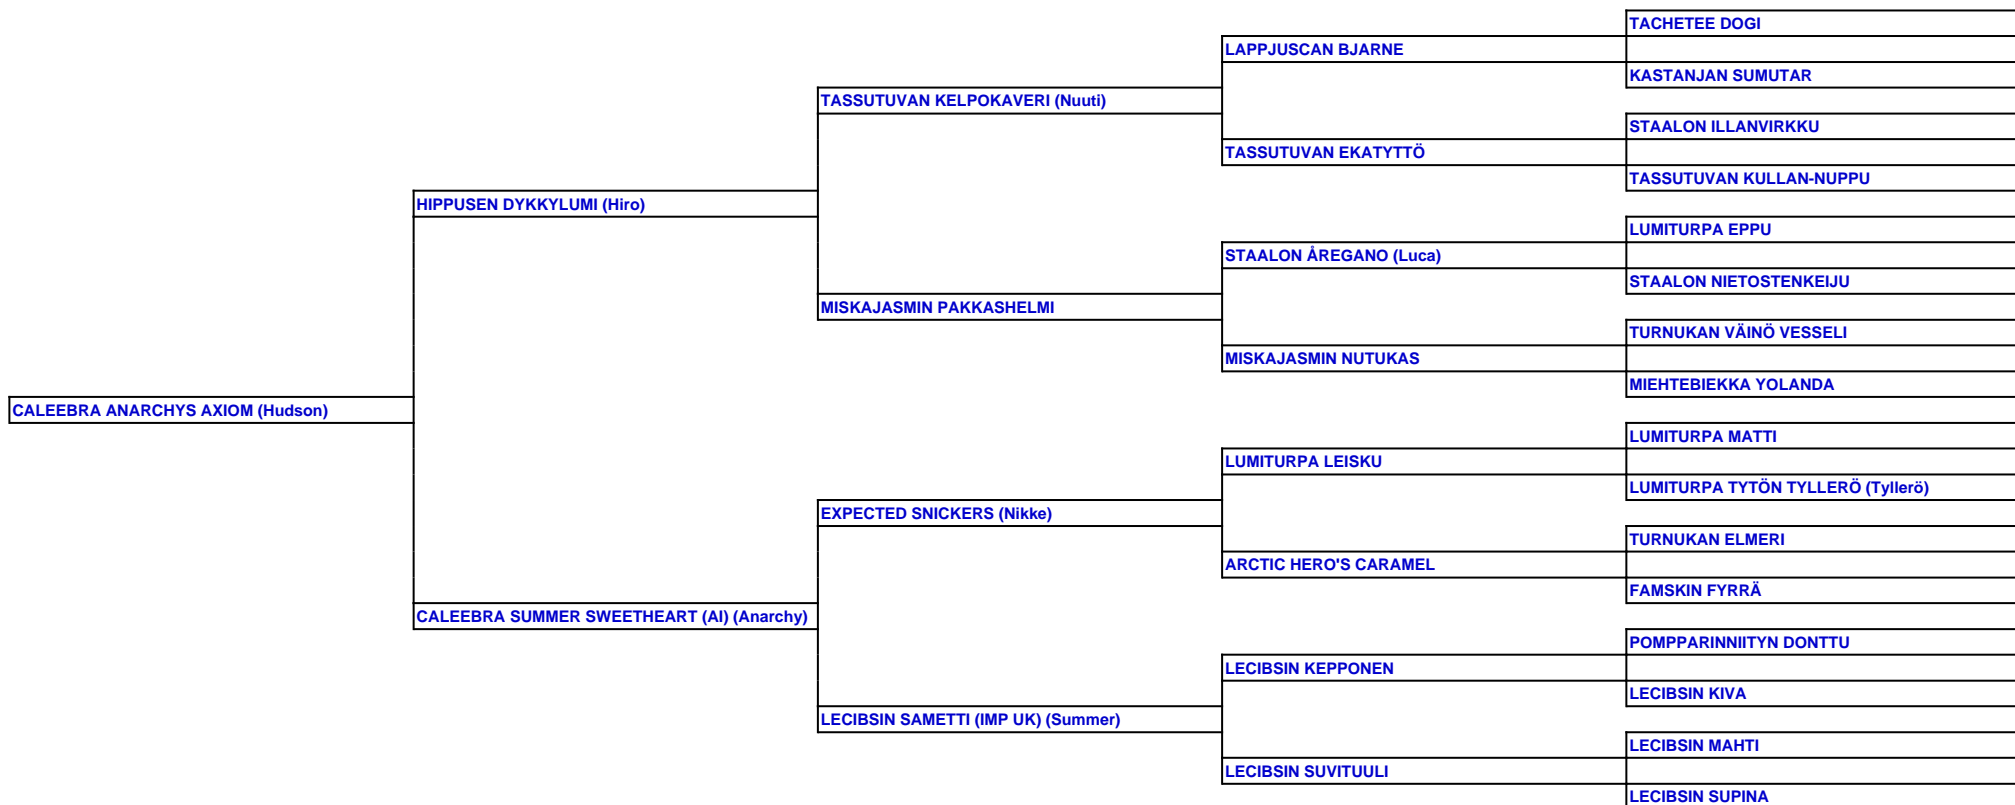 TACHETEE DOGI
LAPPJUSCAN BJARNE
KASTANJAN SUMUTAR
TASSUTUVAN KELPOKAVERI (Nuuti)
STAALON ILLANVIRKKU
TASSUTUVAN EKATYTTÖ
TASSUTUVAN KULLAN-NUPPU
HIPPUSEN DYKKYLUMI (Hiro)
LUMITURPA EPPU
STAALON ÅREGANO (Luca)
STAALON NIETOSTENKEIJU
MISKAJASMIN PAKKASHELMI
TURNUKAN VÄINÖ VESSELI
MISKAJASMIN NUTUKAS
MIEHTEBIEKKA YOLANDA
CALEEBRA ANARCHYS AXIOM (Hudson)
LUMITURPA MATTI
LUMITURPA LEISKU
LUMITURPA TYTÖN TYLLERÖ (Tyllerö)
EXPECTED SNICKERS (Nikke)
TURNUKAN ELMERI
ARCTIC HERO'S CARAMEL
FAMSKIN FYRRÄ
CALEEBRA SUMMER SWEETHEART (AI) (Anarchy)
POMPPARINNIITYN DONTTU
LECIBSIN KEPPONEN
LECIBSIN KIVA
LECIBSIN SAMETTI (IMP UK) (Summer)
LECIBSIN MAHTI
LECIBSIN SUVITUULI
LECIBSIN SUPINA